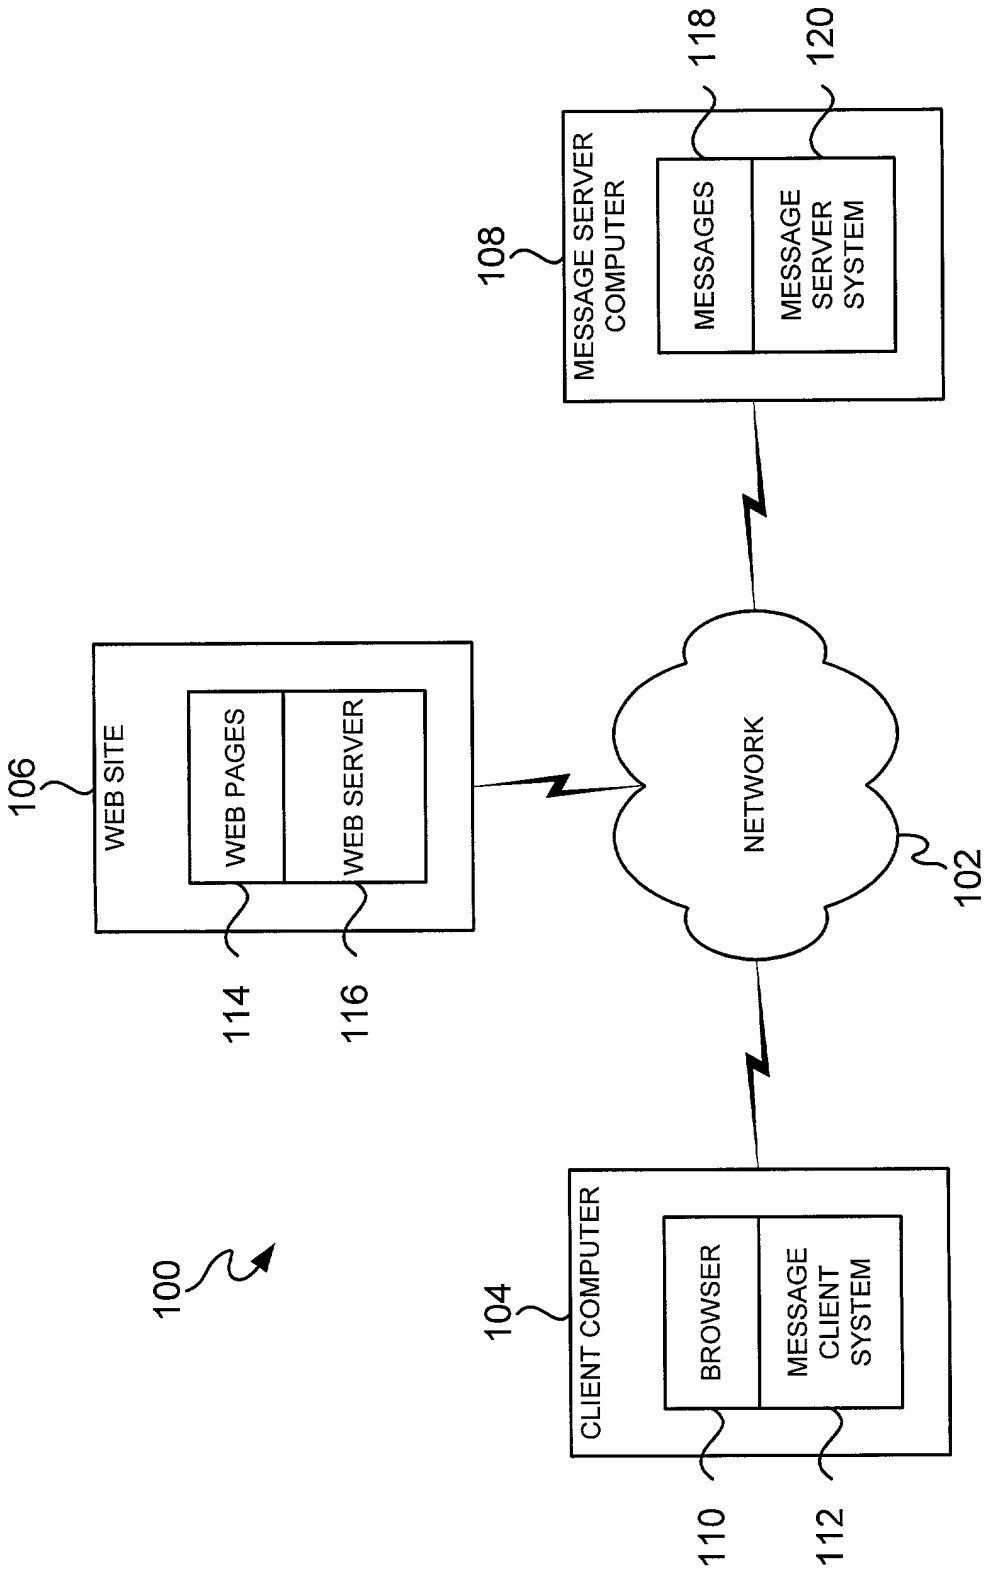 106
WEB SITE
WEB PAGES
WEB SERVER
114
116
100
104
CLIENT COMPUTER
BROWSER
MESSAGE
CLIENT
SYSTEM
110
112
NETWORK
102
108
MESSAGE SERVER
COMPUTER
MESSAGES
MESSAGE
SERVER
SYSTEM
118
120